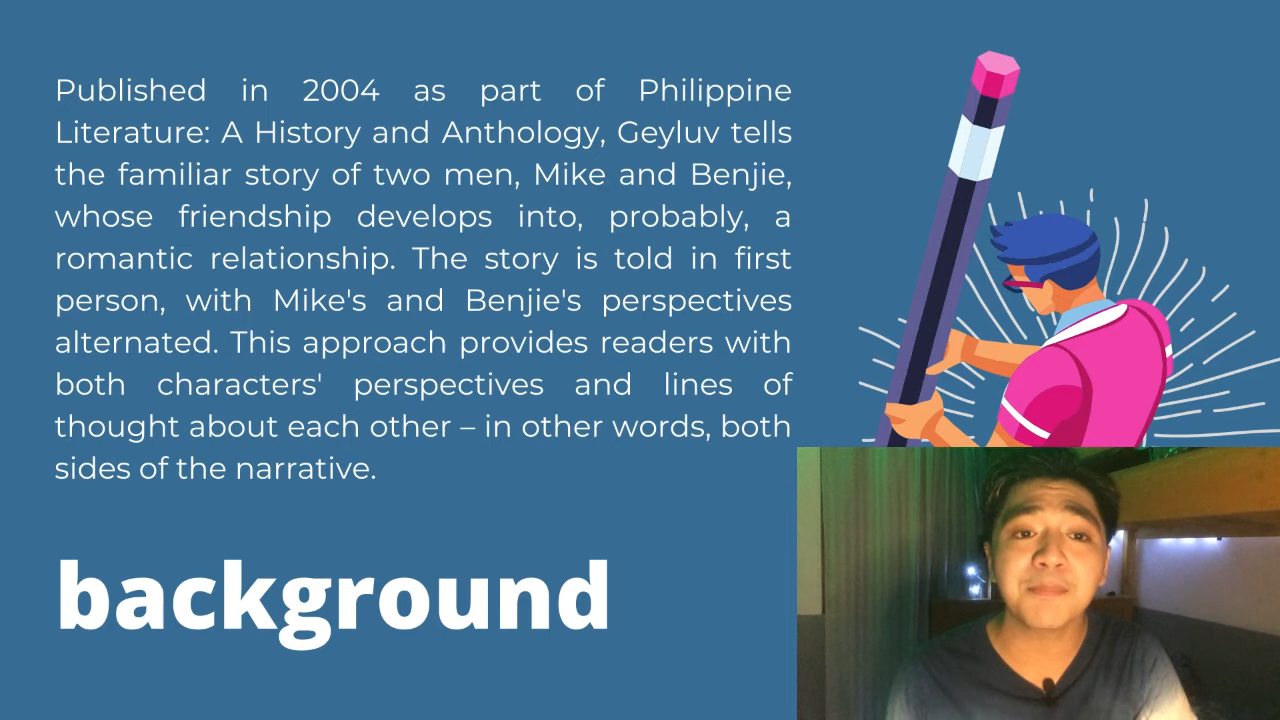 Published in 2004 as part of Philippine
Literature: A History and Anthology, Geyluv tells
the familiar story of two men, Mike and Benjie,
whose friendship develops into, probably, a
romantic relationship. The story is told in first
person, with Mike's and Benjie's perspectives
alternated. This approach provides readers with
both characters' perspectives and lines of
thought about each other – in other words, both
sides of the narrative.
background